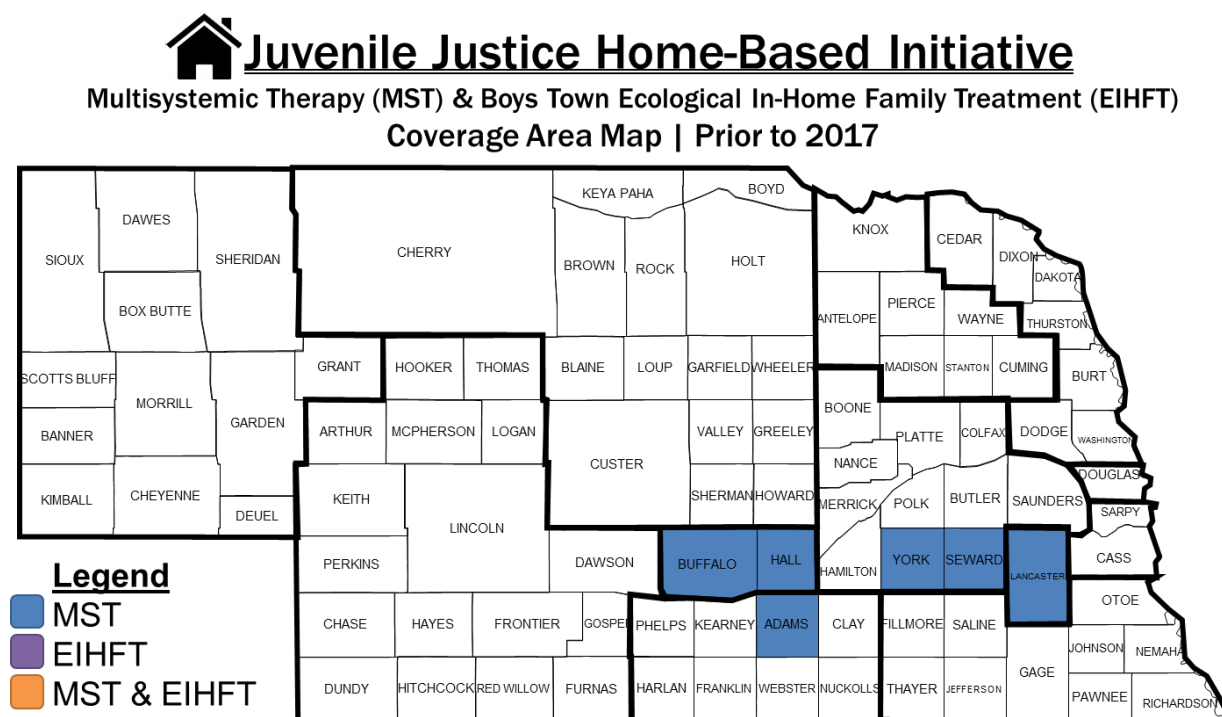 Juvenile Justice Home-Based Initiative
Multisystemic Therapy (MST) & Boys Town Ecological In-Home Family Treatment (EIHFT)
Coverage Area Map | Prior to 2017
SIOUX
DAWES
SHERIDAN
BOX BUTTE
CHERRY
KEYA PAHA
BOYD
BROWN
ROCK
HOLT
KNOX
CEDAR
DIXON
DAKOTA
ANTELOPE
PIERCE
WAYNE
THURSTON
SCOTTS BLUFF
MORRILL
GARDEN
GRANT
HOOKER
THOMAS
BLAINE
LOUP
GARFIELD
WHEELER
MADISON
STANTON
CUMING
BURT
BANNER
ARTHUR
MCPHERSON
LOGAN
CUSTER
VALLEY
GREELEY
BOONE
PLATTE
COLFAX
DODGE
WASHINGTON
NANCE
KIMBALL
CHEYENNE
DEUEL
KEITH
LINCOLN
SHERMAN
HOWARD
MERRICK
POLK
BUTLER
SAUNDERS
DOUGLAS
SARPY
PERKINS
DAWSON
BUFFALO
HALL
HAMILTON
YORK
SEWARD
LANCASTER
CASS
OTOE
CHASE
HAYES
FRONTIER
GOSPER
PHELPS
KEARNEY
ADAMS
CLAY
FILLMORE
SALINE
GAGE
JOHNSON
NEMAHA
DUNDY
HITCHCOCK
RED WILLOW
FURNAS
HARLAN
FRANKLIN
WEBSTER
NUCKOLLS
THAYER
JEFFERSON
PAWNEE
RICHARDSON
Legend
MST
EIHFT
MST & EIHFT